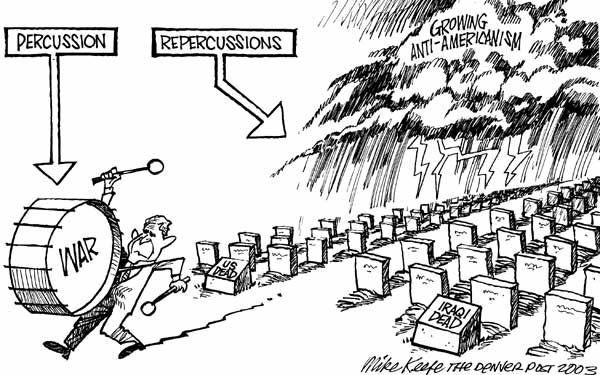 PERCUSSION
REPERCUSSIONS
GROWING
ANTI-AMERICANISM
WAR
U.S.
DEAD
IRAQI
DEAD
Mike Keefe THE DENVER POST 2003